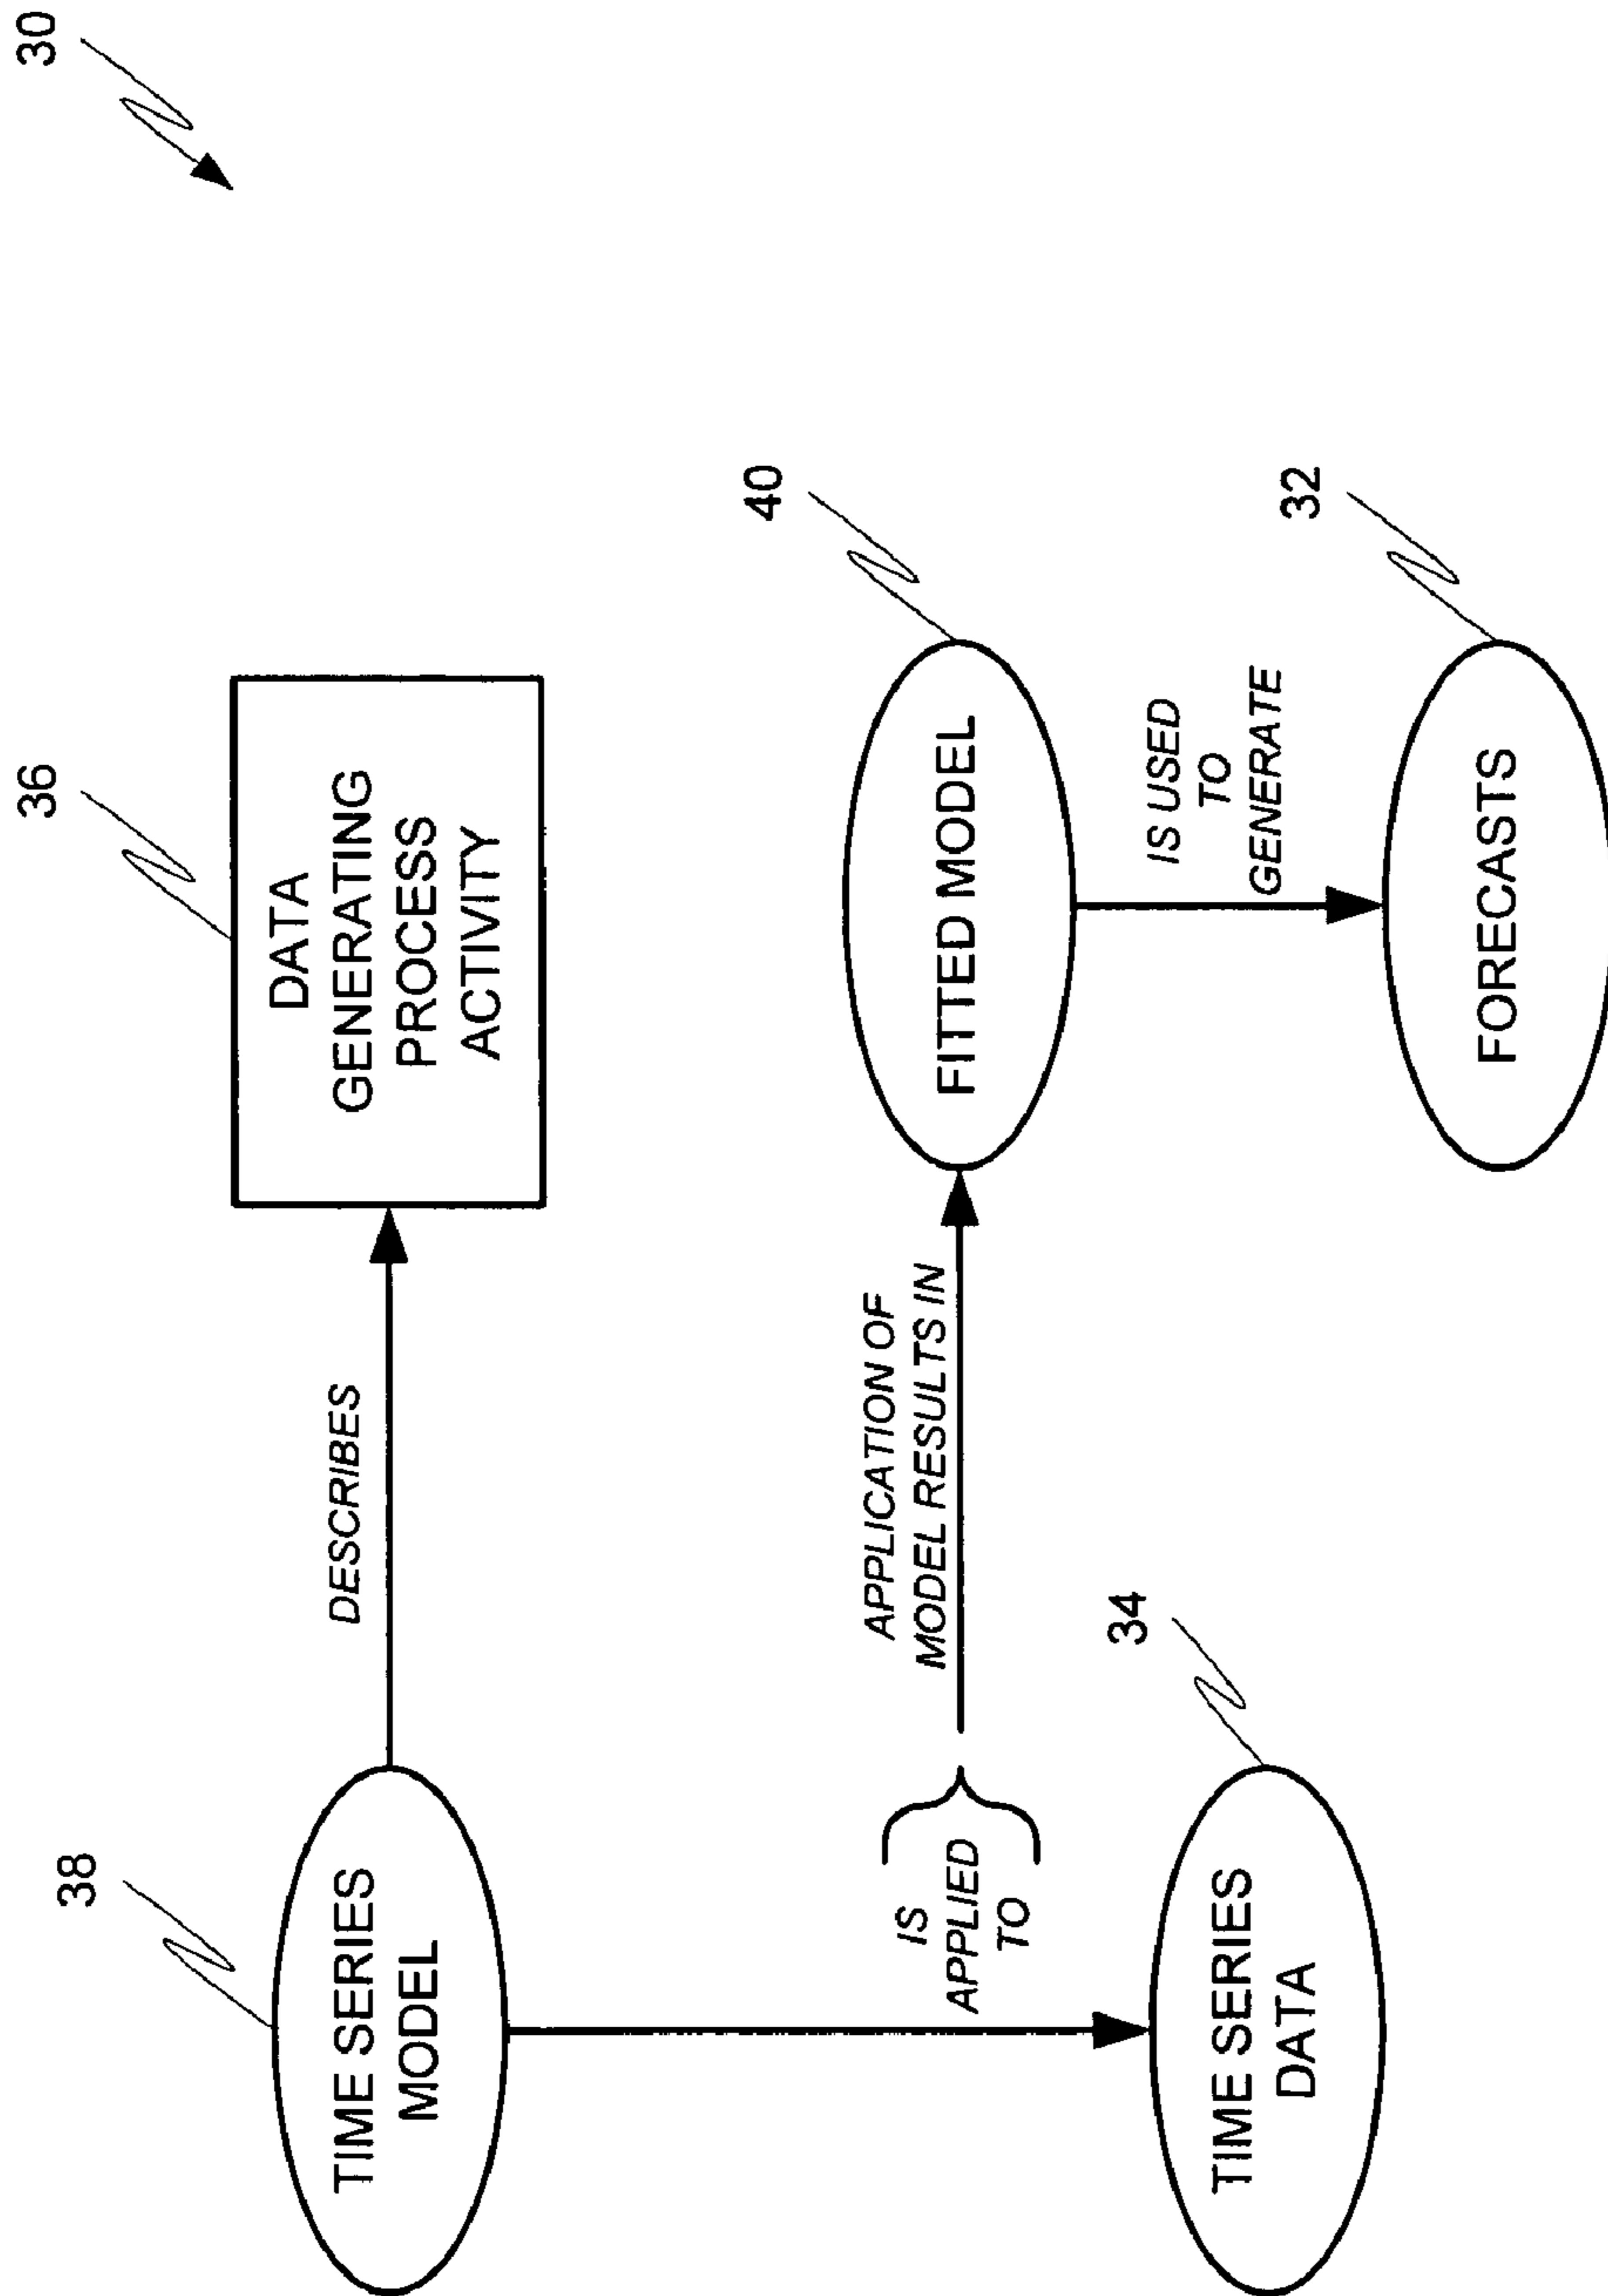 30
36
38
DATA
GENERATING
PROCESS
ACTIVITY
DESCRIBES
TIME SERIES
MODEL
40
FITTED MODEL
APPLICATION OF
MODEL RESULTS IN
IS
APPLIED
TO
34
IS USED
TO
GENERATE
32
TIME SERIES
DATA
FORECASTS